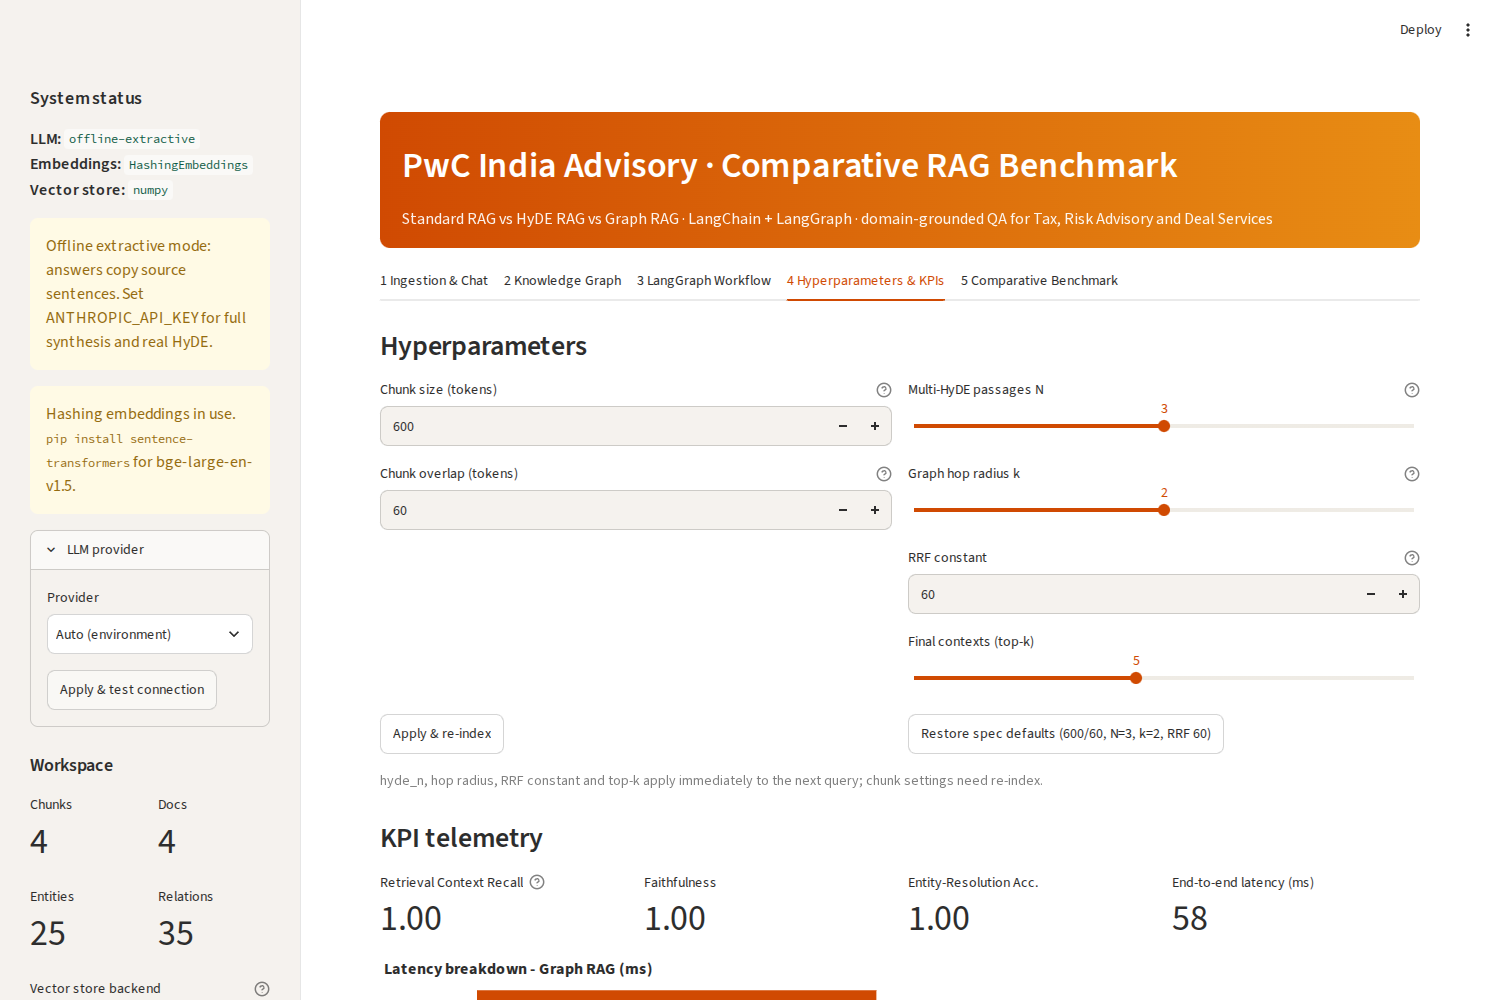 Deploy
System status
LLM: offline-extractive
Embeddings: HashingEmbeddings
Vector store: numpy
Offline extractive mode:
answers copy source
sentences. Set
ANTHROPIC_API_KEY for full
synthesis and real HyDE.
Hashing embeddings in use.
pip install sentence-
transformers for bge-large-en-
v1.5.
LLM provider
Provider
Auto (environment)
Apply & test connection
Workspace
Chunks Docs
4 4
Entities Relations
25 35
Vector store backend
PwC India Advisory · Comparative RAG Benchmark
Standard RAG vs HyDE RAG vs Graph RAG · LangChain + LangGraph · domain-grounded QA for Tax, Risk Advisory and Deal Services
1 Ingestion & Chat 2 Knowledge Graph 3 LangGraph Workflow 4 Hyperparameters & KPIs 5 Comparative Benchmark
Hyperparameters
Chunk size (tokens)
600
Chunk overlap (tokens)
60
Multi-HyDE passages N
3
Graph hop radius k
2
RRF constant
60
Final contexts (top-k)
5
Apply & re-index
Restore spec defaults (600/60, N=3, k=2, RRF 60)
hyde_n, hop radius, RRF constant and top-k apply immediately to the next query; chunk settings need re-index.
KPI telemetry
Retrieval Context Recall Faithfulness Entity-Resolution Acc. End-to-end latency (ms)
1.00 1.00 1.00 58
Latency breakdown - Graph RAG (ms)